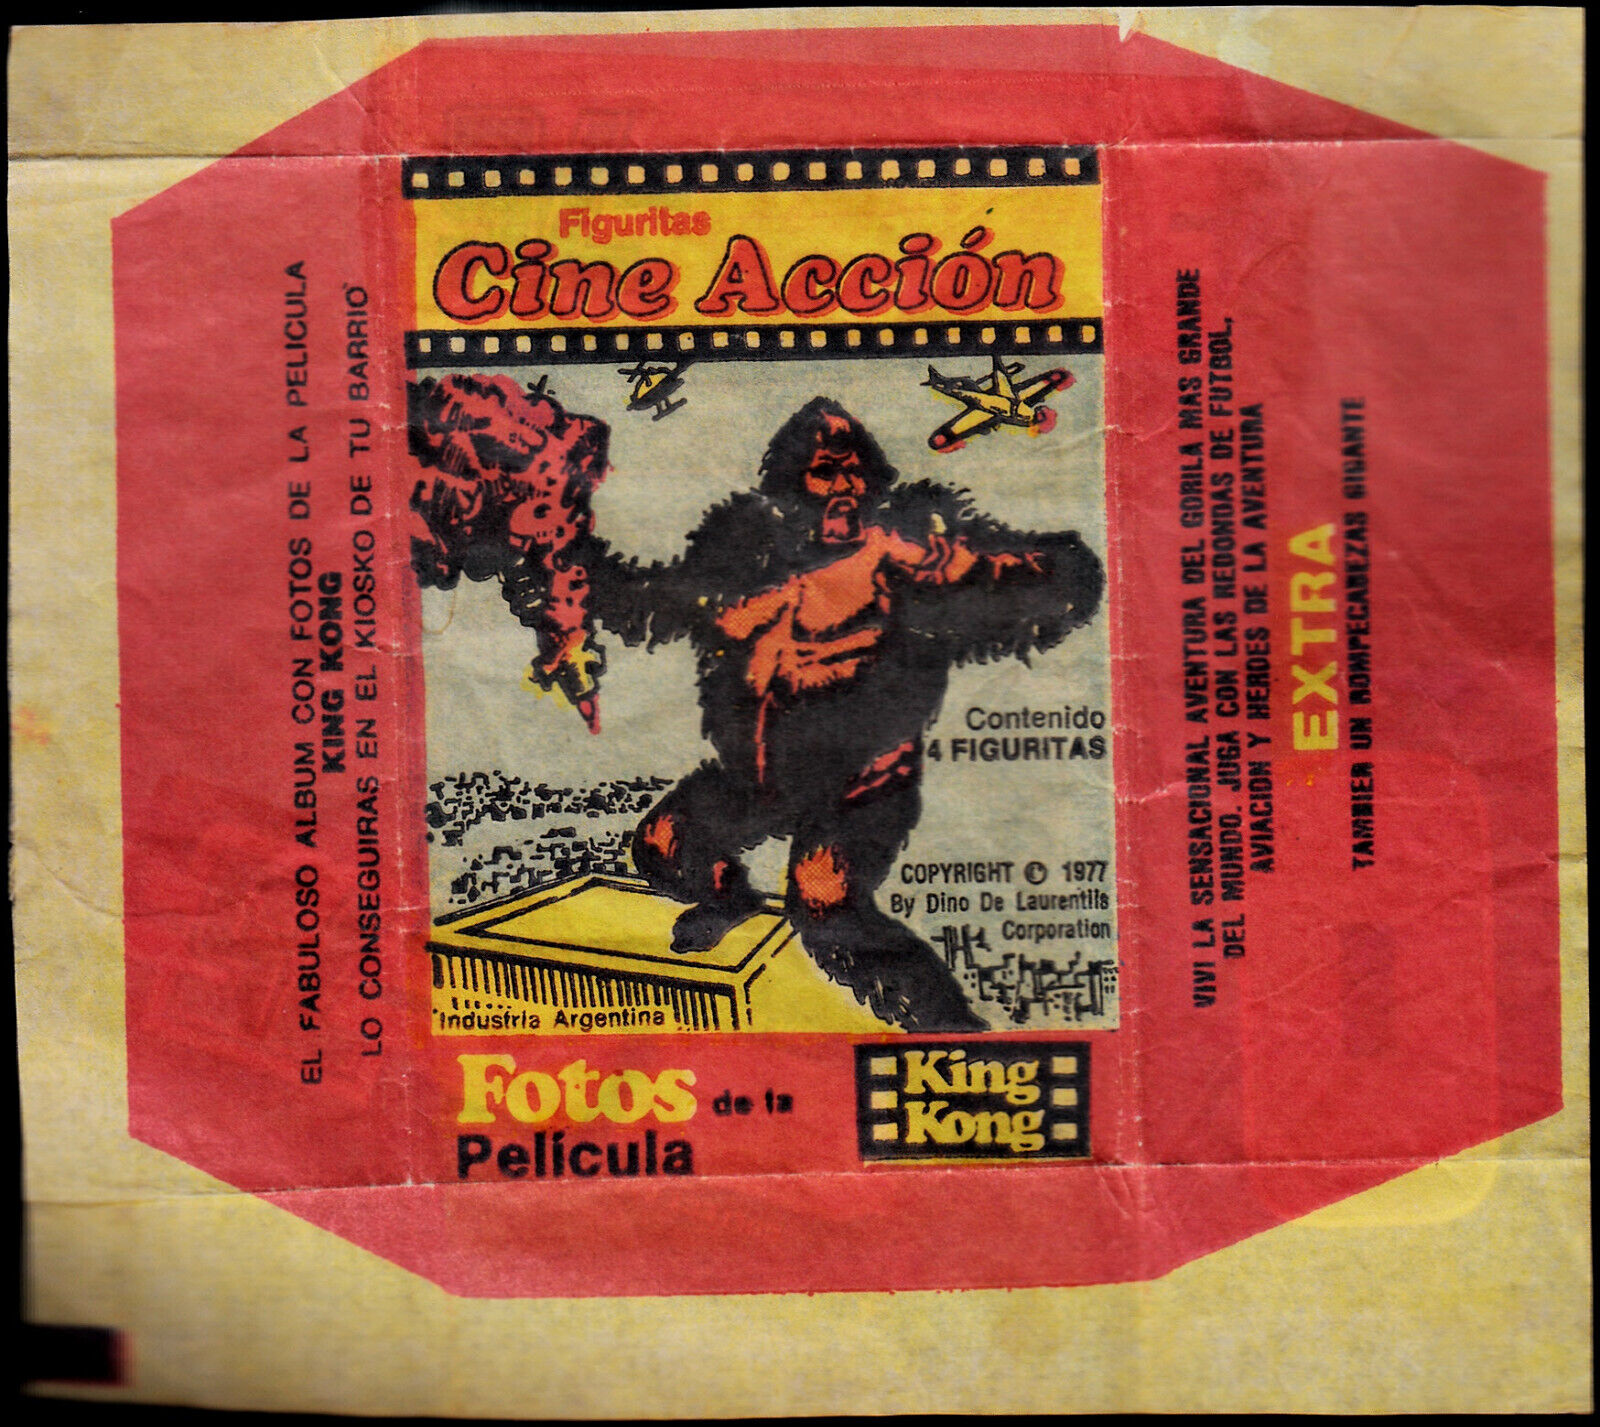 EL FABULOSO ALBUM CON FOTOS DE LA PELICULA
KING KONG
LO CONSEGUIRAS EN EL KIOSKO DE TU BARRIO
Figuritas
Cine Acción
Contenido
4 FIGURITAS
COPYRIGHT © 1977
By Dino De Laurentiis
Corporation
Industria Argentina
Fotos de la
Película
King
Kong
VIVI LA SENSACIONAL AVENTURA DEL GORILA MAS GRANDE
DEL MUNDO. JUGA CON LAS REDONDAS DE FUTBOL,
AVIACION Y HEROES DE LA AVENTURA
EXTRA
TAMBIEN UN ROMPECABEZAS GIGANTE